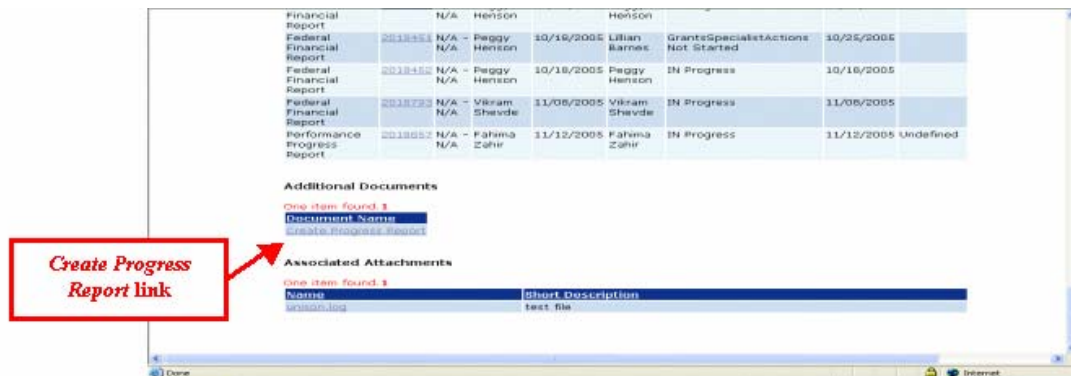 Financial N/A Henson Henson
Report
Federal 2018451 N/A - Peggy 10/19/2005 Lillian GrantsSpecialistActions 10/25/2005
Financial N/A Henson Barnes Not Started
Report
Federal 2018452 N/A - Peggy 10/18/2005 Peggy IN Progress 10/18/2005
Financial N/A Henson Henson
Report
Federal 2018793 N/A - Vikram 11/08/2005 Vikram IN Progress 11/08/2005
Financial N/A Shevde Shevde
Report
Performance N/A - Fahima 11/12/2005 Fahima IN Progress 11/12/2005 Undefined
Progress N/A Zahir Zahir
Report
Additional Documents
One item found.1
Document Name
Create Progress Report
Create Progress
Report link
Associated Attachments
One item found.1
Name Short Description
unison.log test file
Done Internet